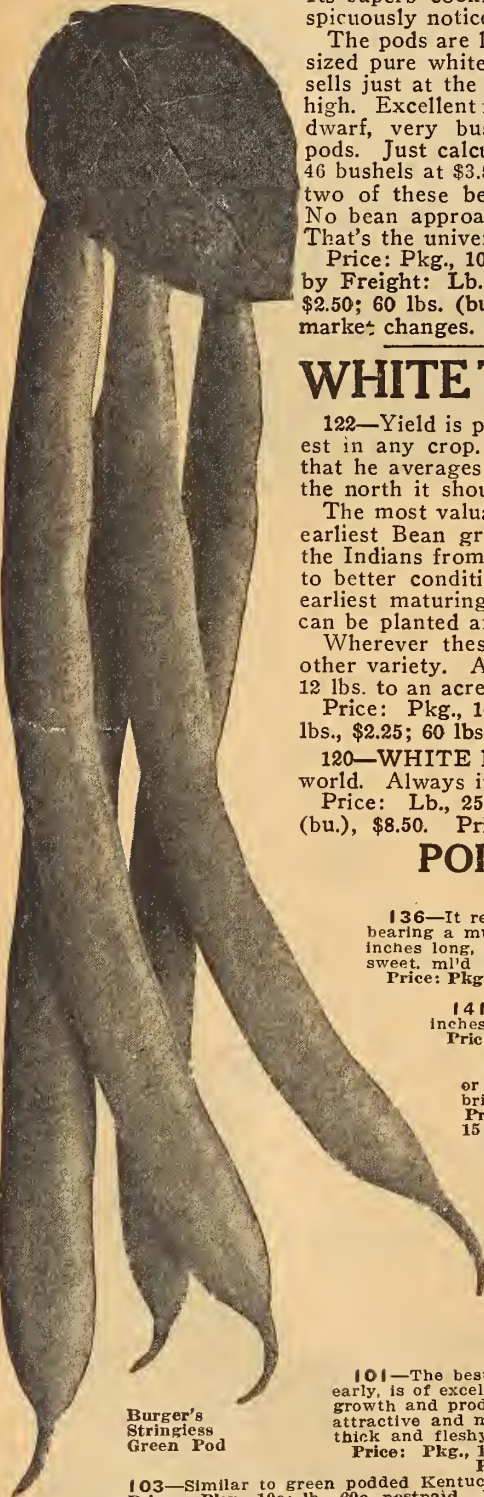 spicuously notice
The pods are
sized pure white
sells just at the
high. Excellent
dwarf, very bus
pods. Just calcu
46 bushels at $3.
two of these be
No bean approa
That's the univer
Price: Pkg., 10
by Freight: Lb.
$2.50; 60 lbs. (bu
market changes.
WHITE
122—Yield is p
est in any crop.
that he averages
the north it shou
The most valua
earliest Bean gr
the Indians from
to better conditi
earliest maturing
can be planted a
Wherever thes
other variety. A
12 lbs. to an acre
Price: Pkg., 1
lbs., $2.25; 60 lbs
120—WHITE
world. Always i
Price: Lb., 25
(bu.), $8.50. Pri
PO
136—It re
bearing a mu
inches long,
sweet. ml'd
Price: Pkg
141
inches
Pric
or
bri
Pr
15
101—The bes
early, is of excel
growth and prod
attractive and m
thick and fleshy
Price: Pkg., 1
Burger's
Stringless
Green Pod
103—Similar to green podded Kentuc